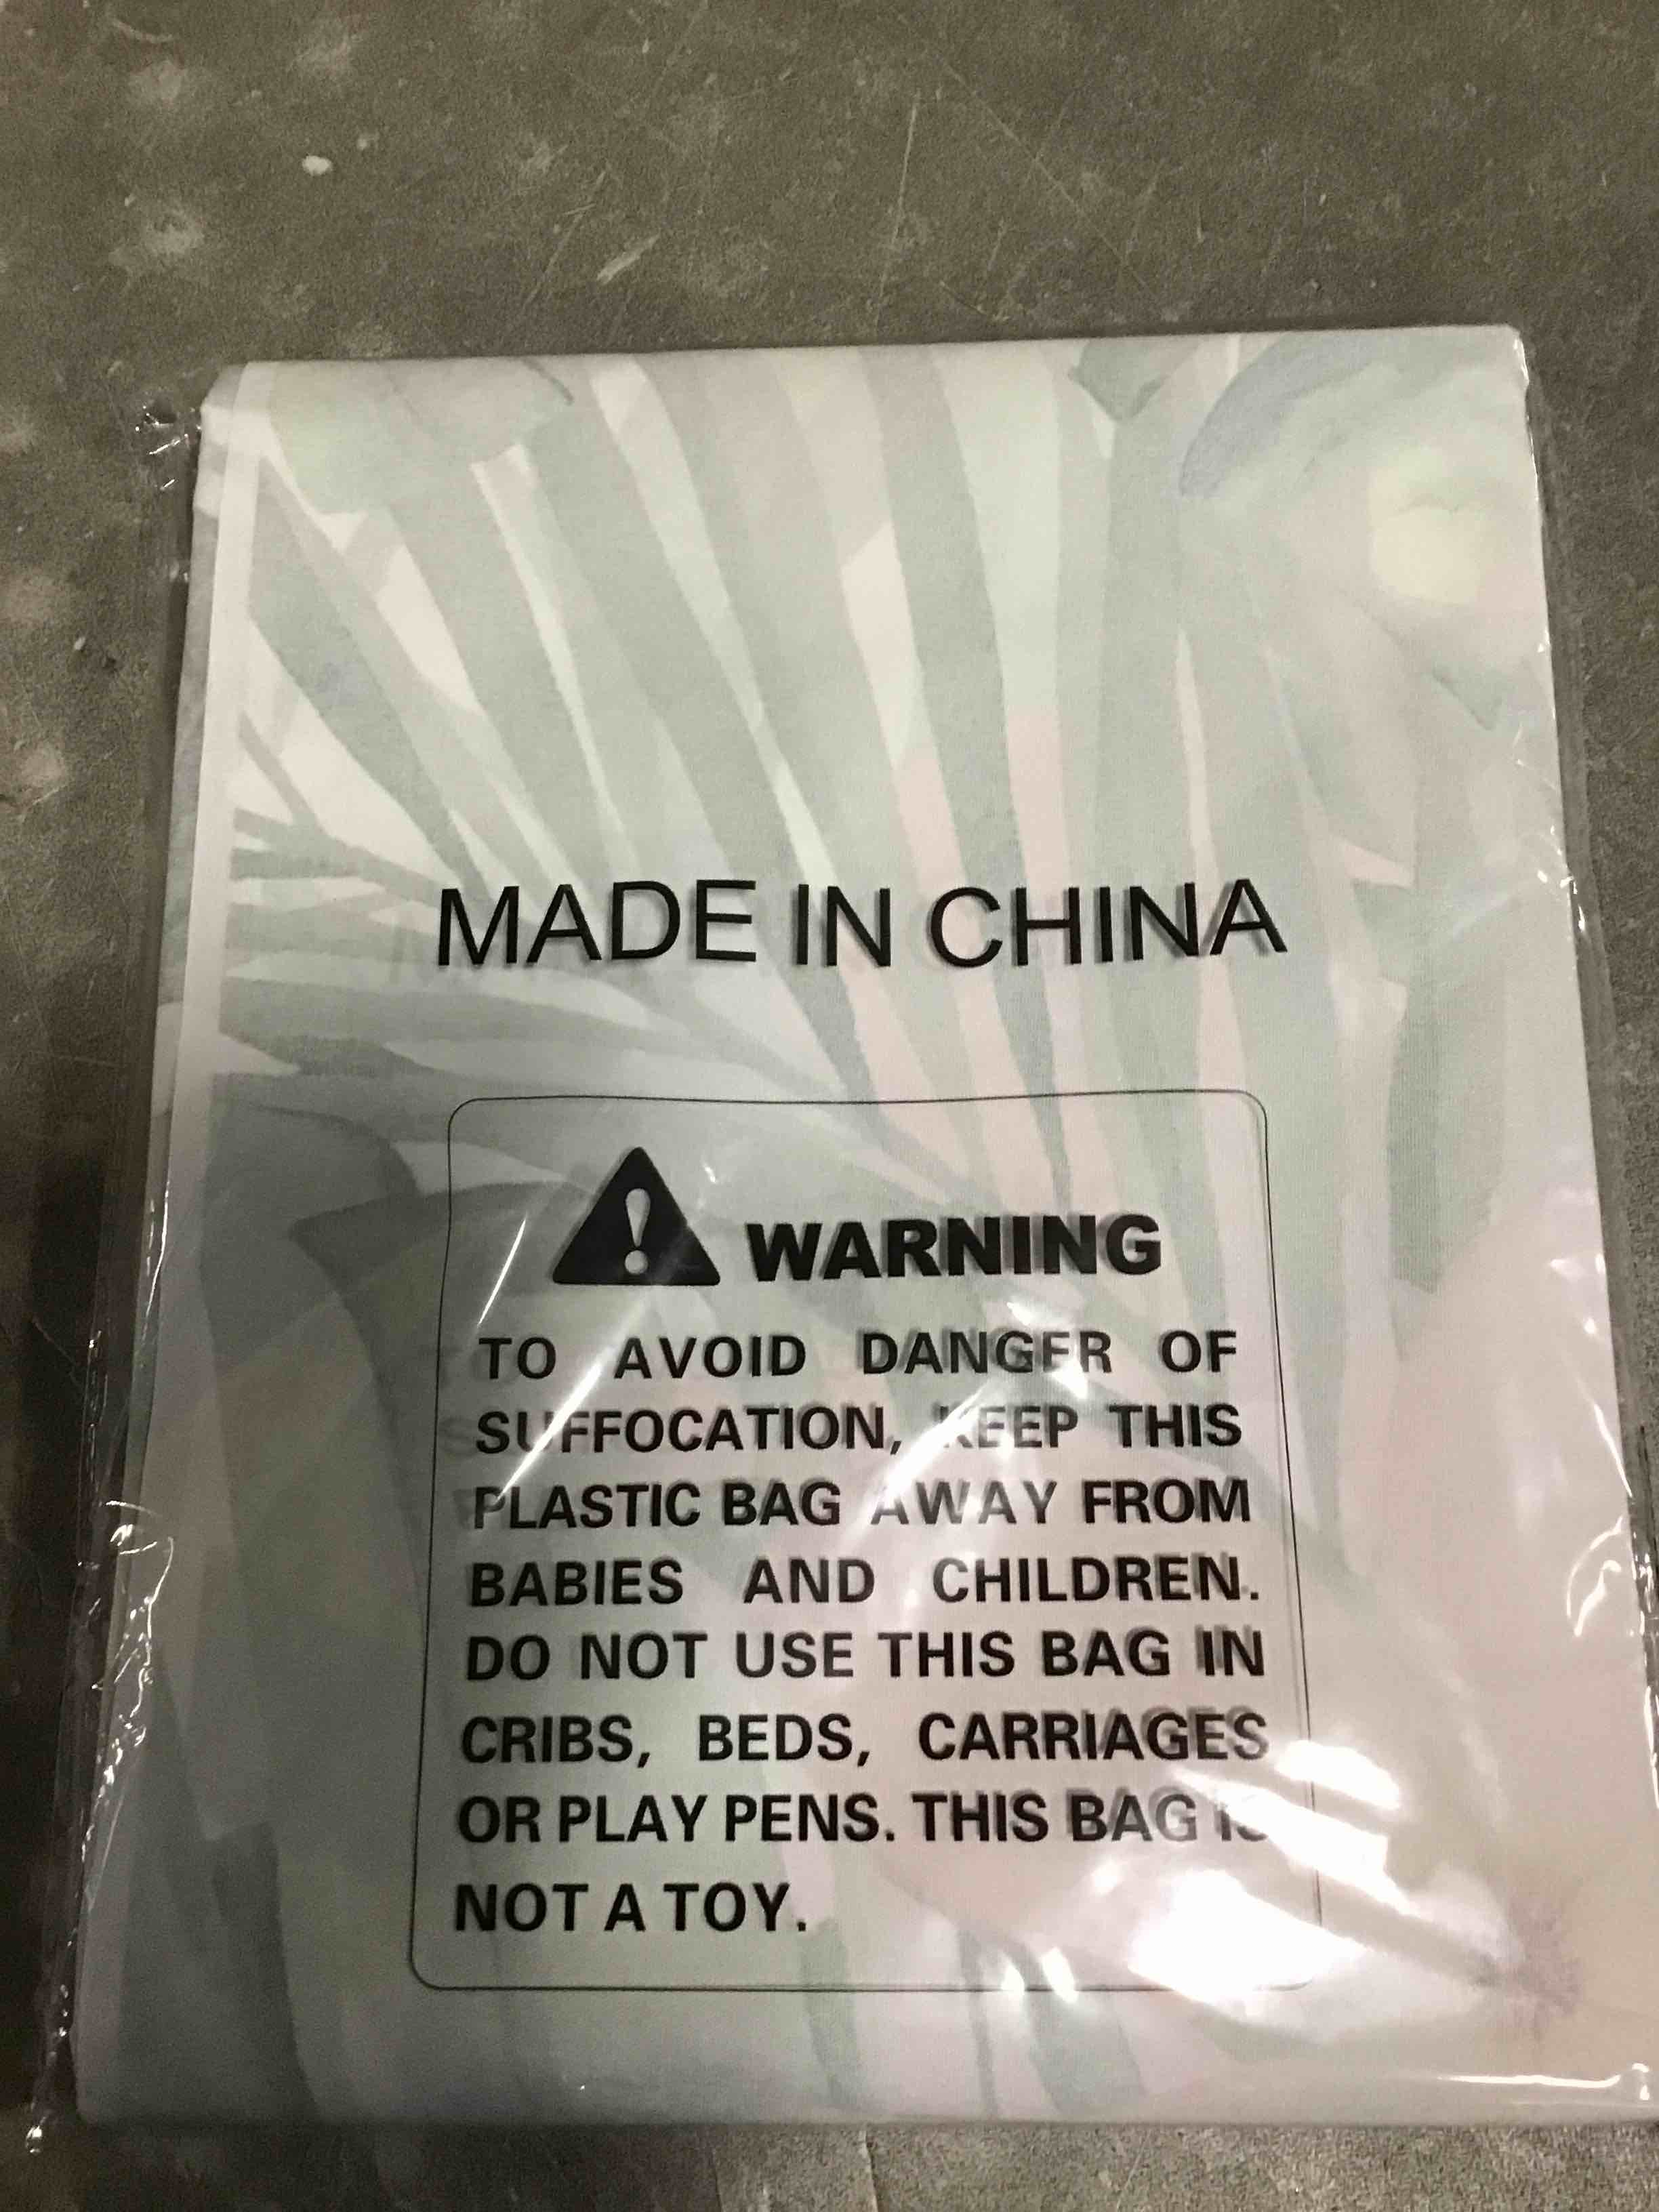 MADE IN CHINA
WARNING
TO AVOID DANGER OF
SUFFOCATION, KEEP THIS
PLASTIC BAG AWAY FROM
BABIES AND CHILDREN.
DO NOT USE THIS BAG IN
CRIBS, BEDS, CARRIAGES
OR PLAY PENS. THIS BAG IS
NOT A TOY.